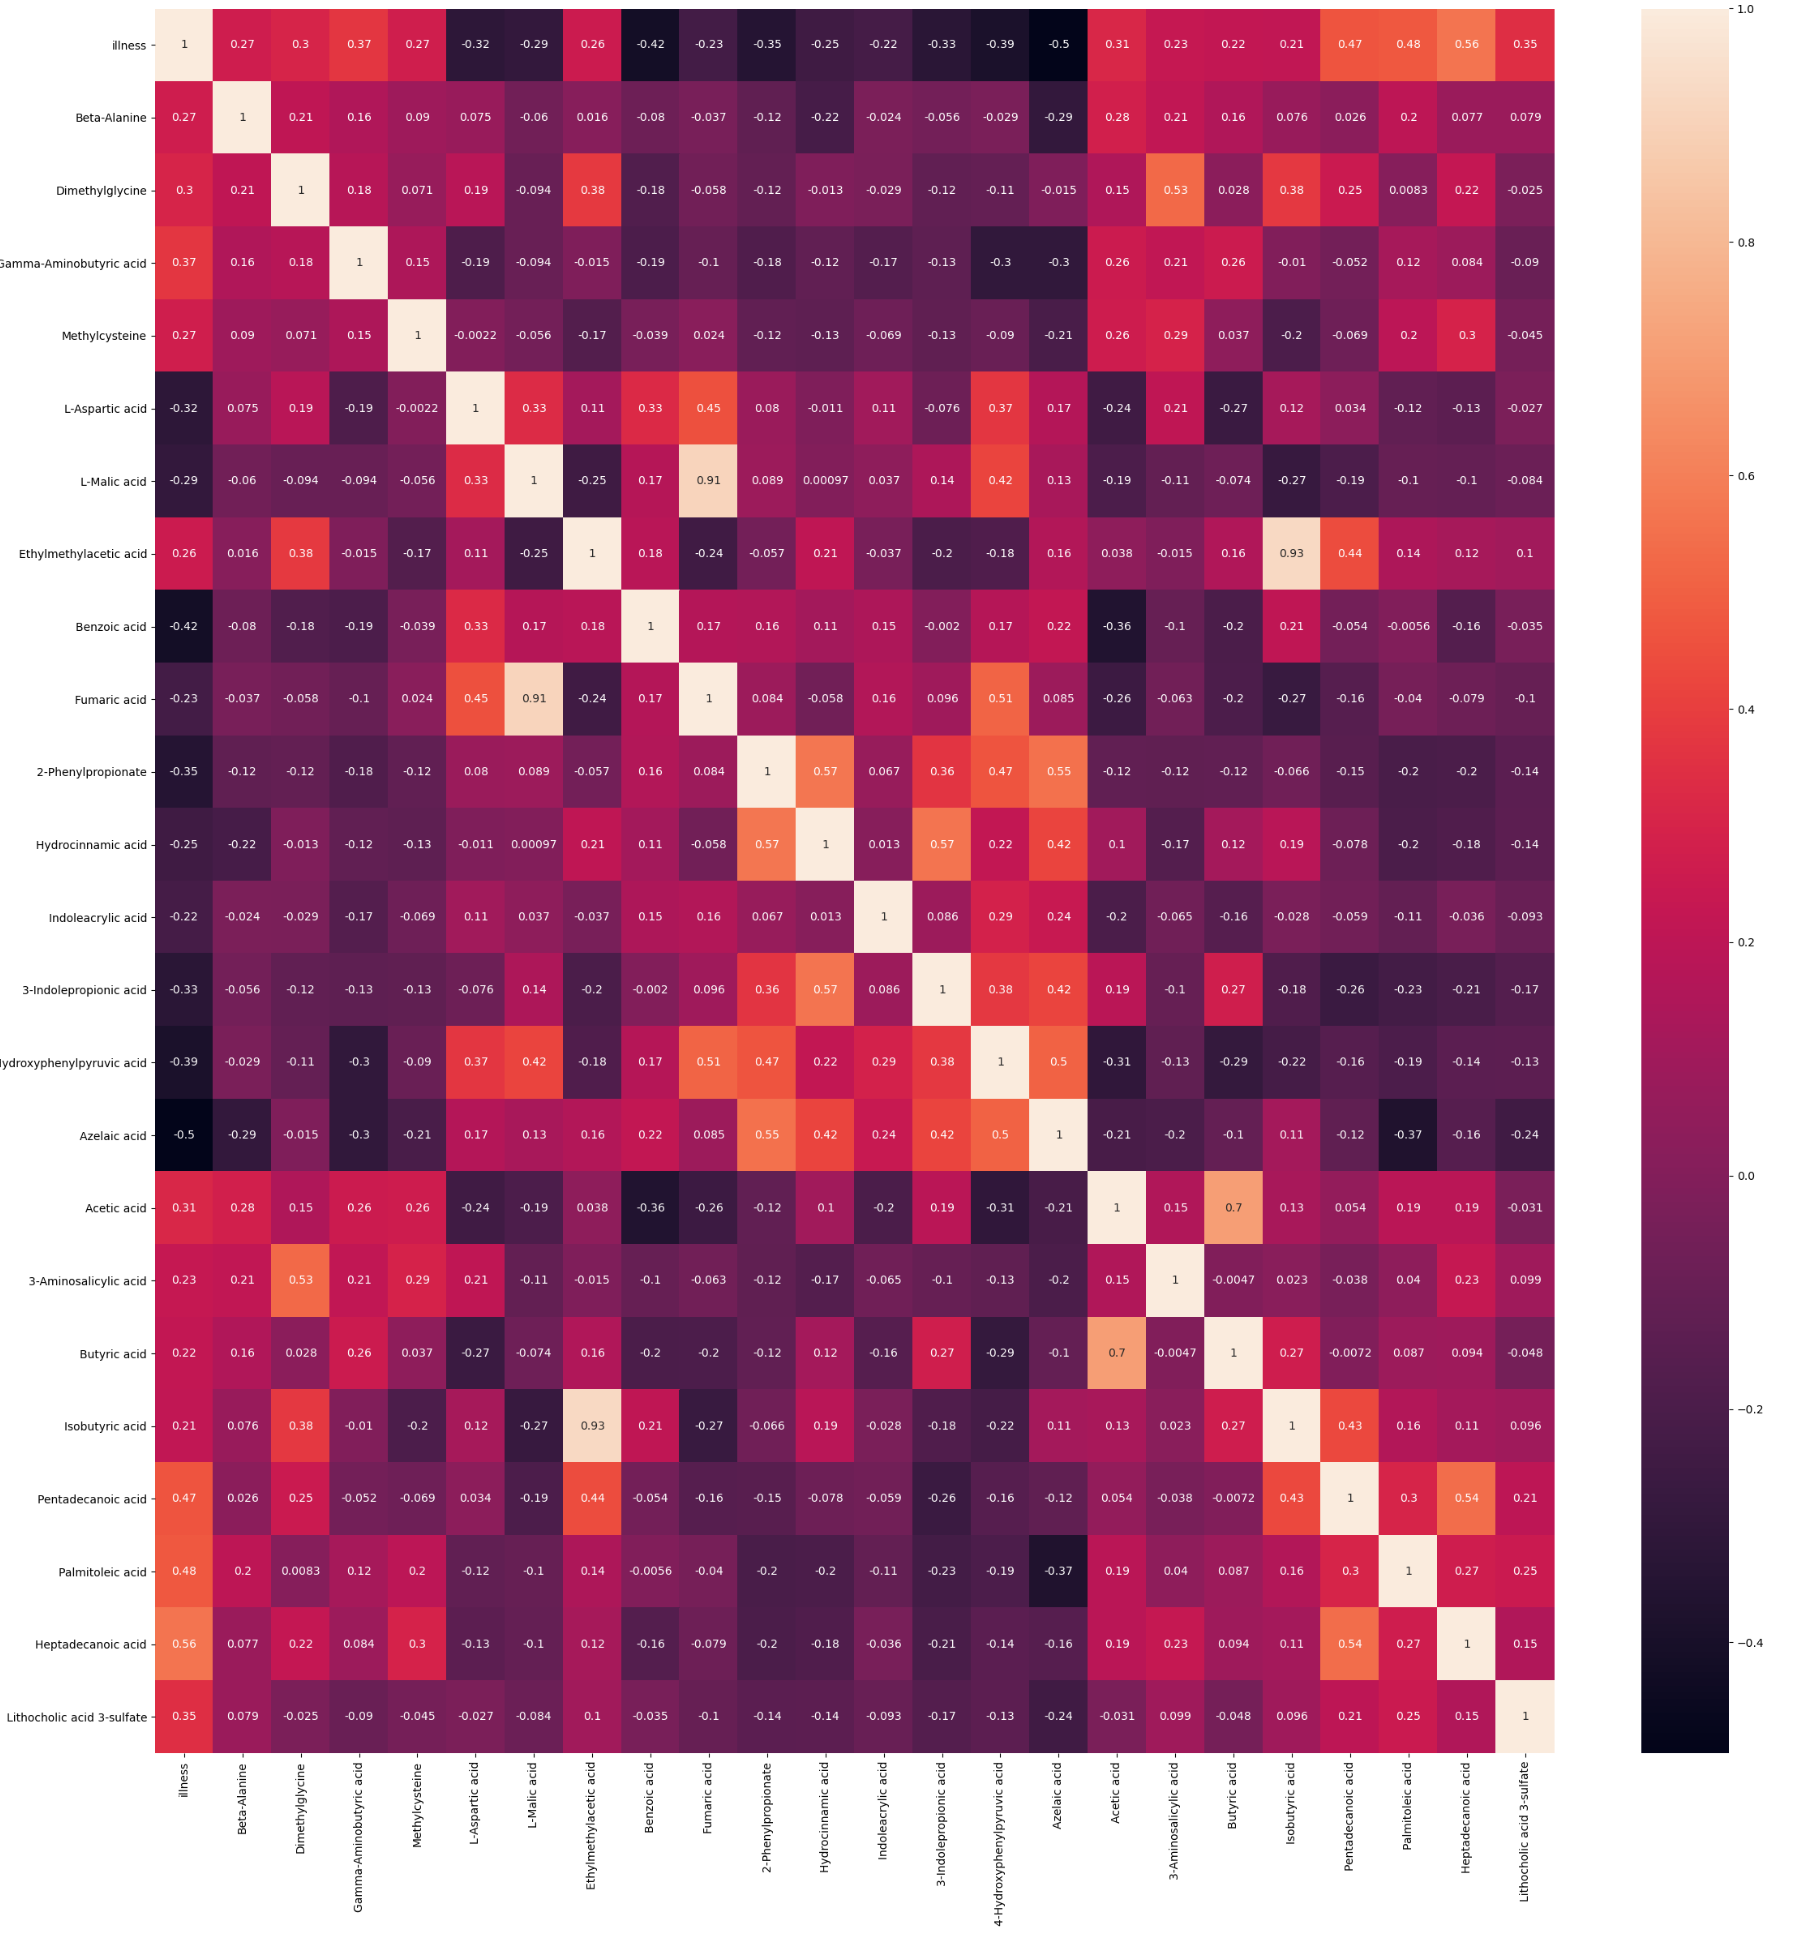 illness 1 0.27 0.3 0.37 0.27 -0.32 -0.29 0.26 -0.42 -0.23 -0.35 -0.25 -0.22 -0.33 -0.39 -0.5 0.31 0.23 0.22 0.21 0.47 0.48 0.56 0.35
Beta-Alanine 0.27 1 0.21 0.16 0.09 0.075 -0.06 0.016 -0.08 -0.037 -0.12 -0.22 -0.024 -0.056 -0.029 -0.29 0.28 0.21 0.16 0.076 0.026 0.2 0.077 0.079
Dimethylglycine 0.3 0.21 1 0.18 0.071 0.19 -0.094 0.38 -0.18 -0.058 -0.12 -0.013 -0.029 -0.12 -0.11 -0.015 0.15 0.53 0.028 0.38 0.25 0.0083 0.22 -0.025
Gamma-Aminobutyric acid 0.37 0.16 0.18 1 0.15 -0.19 -0.094 -0.015 -0.19 -0.1 -0.18 -0.12 -0.17 -0.13 -0.3 -0.3 0.26 0.21 0.26 -0.01 -0.052 0.12 0.084 -0.09
Methylcysteine 0.27 0.09 0.071 0.15 1 -0.0022 -0.056 -0.17 -0.039 0.024 -0.12 -0.13 -0.069 -0.13 -0.09 -0.21 0.26 0.29 0.037 -0.2 -0.069 0.2 0.3 -0.045
L-Aspartic acid -0.32 0.075 0.19 -0.19 -0.0022 1 0.33 0.11 0.33 0.45 0.08 -0.011 0.11 -0.076 0.37 0.17 -0.24 0.21 -0.27 0.12 0.034 -0.12 -0.13 -0.027
L-Malic acid -0.29 -0.06 -0.094 -0.094 -0.056 0.33 1 -0.25 0.17 0.91 0.089 0.00097 0.037 0.14 0.42 0.13 -0.19 -0.11 -0.074 -0.27 -0.19 -0.1 -0.1 -0.084
Ethylmethylacetic acid 0.26 0.016 0.38 -0.015 -0.17 0.11 -0.25 1 0.18 -0.24 -0.057 0.21 -0.037 -0.2 -0.18 0.16 0.038 -0.015 0.16 0.93 0.44 0.14 0.12 0.1
Benzoic acid -0.42 -0.08 -0.18 -0.19 -0.039 0.33 0.17 0.18 1 0.17 0.16 0.11 0.15 -0.002 0.17 0.22 -0.36 -0.1 -0.2 0.21 -0.054 -0.0056 -0.16 -0.035
Fumaric acid -0.23 -0.037 -0.058 -0.1 0.024 0.45 0.91 -0.24 0.17 1 0.084 -0.058 0.16 0.096 0.51 0.085 -0.26 -0.063 -0.2 -0.27 -0.16 -0.04 -0.079 -0.1
2-Phenylpropionate -0.35 -0.12 -0.12 -0.18 -0.12 0.08 0.089 -0.057 0.16 0.084 1 0.57 0.067 0.36 0.47 0.55 -0.12 -0.12 -0.12 -0.066 -0.15 -0.2 -0.2 -0.14
Hydrocinnamic acid -0.25 -0.22 -0.013 -0.12 -0.13 -0.011 0.00097 0.21 0.11 -0.058 0.57 1 0.013 0.57 0.22 0.42 0.1 -0.17 0.12 0.19 -0.078 -0.2 -0.18 -0.14
Indoleacrylic acid -0.22 -0.024 -0.029 -0.17 -0.069 0.11 0.037 -0.037 0.15 0.16 0.067 0.013 1 0.086 0.29 0.24 -0.2 -0.065 -0.16 -0.028 -0.059 -0.11 -0.036 -0.093
3-Indolepropionic acid -0.33 -0.056 -0.12 -0.13 -0.13 -0.076 0.14 -0.2 -0.002 0.096 0.36 0.57 0.086 1 0.38 0.42 0.19 -0.1 0.27 -0.18 -0.26 -0.23 -0.21 -0.17
ydroxyphenylpyruvic acid -0.39 -0.029 -0.11 -0.3 -0.09 0.37 0.42 -0.18 0.17 0.51 0.47 0.22 0.29 0.38 1 0.5 -0.31 -0.13 -0.29 -0.22 -0.16 -0.19 -0.14 -0.13
Azelaic acid -0.5 -0.29 -0.015 -0.3 -0.21 0.17 0.13 0.16 0.22 0.085 0.55 0.42 0.24 0.42 0.5 1 -0.21 -0.2 -0.1 0.11 -0.12 -0.37 -0.16 -0.24
Acetic acid 0.31 0.28 0.15 0.26 0.26 -0.24 -0.19 0.038 -0.36 -0.26 -0.12 0.1 -0.2 0.19 -0.31 -0.21 1 0.15 0.7 0.13 0.054 0.19 0.19 -0.031
3-Aminosalicylic acid 0.23 0.21 0.53 0.21 0.29 0.21 -0.11 -0.015 -0.1 -0.063 -0.12 -0.17 -0.065 -0.1 -0.13 -0.2 0.15 1 -0.0047 0.023 -0.038 0.04 0.23 0.099
Butyric acid 0.22 0.16 0.028 0.26 0.037 -0.27 -0.074 0.16 -0.2 -0.2 -0.12 0.12 -0.16 0.27 -0.29 -0.1 0.7 -0.0047 1 0.27 -0.0072 0.087 0.094 -0.048
Isobutyric acid 0.21 0.076 0.38 -0.01 -0.2 0.12 -0.27 0.93 0.21 -0.27 -0.066 0.19 -0.028 -0.18 -0.22 0.11 0.13 0.023 0.27 1 0.43 0.16 0.11 0.096
Pentadecanoic acid 0.47 0.026 0.25 -0.052 -0.069 0.034 -0.19 0.44 -0.054 -0.16 -0.15 -0.078 -0.059 -0.26 -0.16 -0.12 0.054 -0.038 -0.0072 0.43 1 0.3 0.54 0.21
Palmitoleic acid 0.48 0.2 0.0083 0.12 0.2 -0.12 -0.1 0.14 -0.0056 -0.04 -0.2 -0.2 -0.11 -0.23 -0.19 -0.37 0.19 0.04 0.087 0.16 0.3 1 0.27 0.25
Heptadecanoic acid 0.56 0.077 0.22 0.084 0.3 -0.13 -0.1 0.12 -0.16 -0.079 -0.2 -0.18 -0.036 -0.21 -0.14 -0.16 0.19 0.23 0.094 0.11 0.54 0.27 1 0.15
Lithocholic acid 3-sulfate 0.35 0.079 -0.025 -0.09 -0.045 -0.027 -0.084 0.1 -0.035 -0.1 -0.14 -0.14 -0.093 -0.17 -0.13 -0.24 -0.031 0.099 -0.048 0.096 0.21 0.25 0.15 1
illness
Beta-Alanine
Dimethylglycine
Gamma-Aminobutyric acid
Methylcysteine
L-Aspartic acid
L-Malic acid
Ethylmethylacetic acid
Benzoic acid
Fumaric acid
2-Phenylpropionate
Hydrocinnamic acid
Indoleacrylic acid
3-Indolepropionic acid
4-Hydroxyphenylpyruvic acid
Azelaic acid
Acetic acid
3-Aminosalicylic acid
Butyric acid
Isobutyric acid
Pentadecanoic acid
Palmitoleic acid
Heptadecanoic acid
Lithocholic acid 3-sulfate
1.0
0.8
0.6
0.4
0.2
0.0
−0.2
−0.4